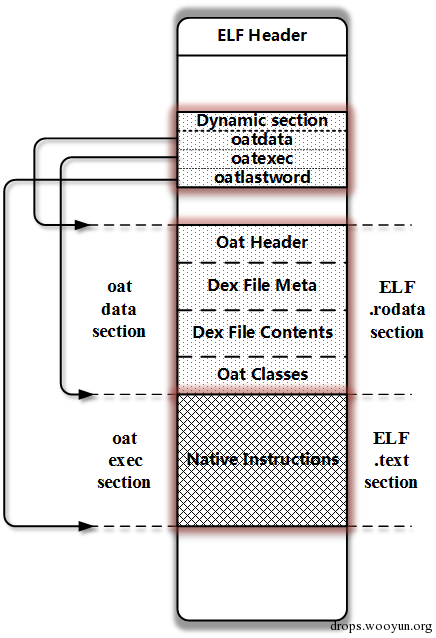 ELF Header
Dynamic section
oatdata
oatexec
oatlastword
Oat Header
Dex File Meta
Dex File Contents
Oat Classes
oat
data
section
ELF
.rodata
section
Native Instructions
oat
exec
section
ELF
.text
section
drops.wooyun.org